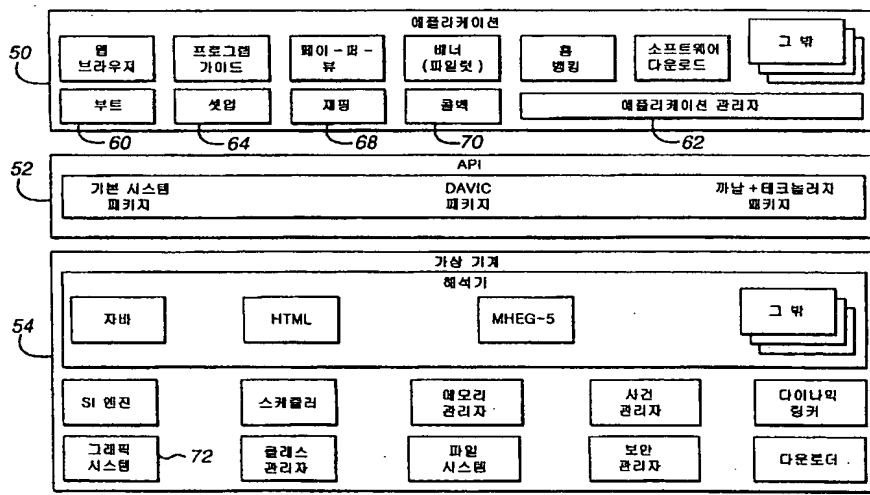 애플리케이션
50
웹
브라우저
프로그램
가이드
페이-퍼-
뷰
배너
(파일럿)
홈
뱅킹
소프트웨어
다운로드
그 밖
부트
셋업
재핑
콜백
애플리케이션 관리자
60
64
68
70
62
52
API
기본 시스템
패키지
DAVIC
패키지
까날+테크놀러지
패키지
54
가상 기계
해석기
자바
HTML
MHEG-5
그 밖
SI 엔진
스케줄러
메모리
관리자
사건
관리자
다이나믹
링커
그래픽
시스템
72
클래스
관리자
파일
시스템
보안
관리자
다운로더